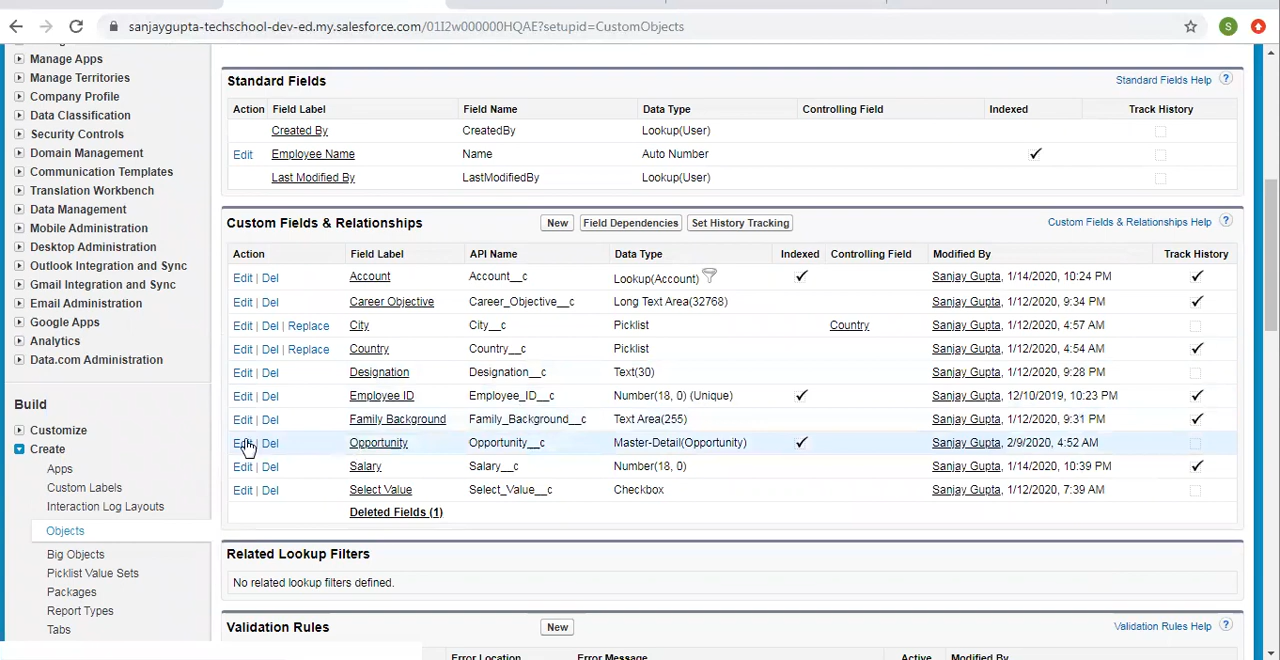 sanjaygupta-techschool-dev-ed.my.salesforce.com/01I2w000000HQAE?setupid=CustomObjects
S
Manage Apps
Manage Territories
Company Profile
Data Classification
Security Controls
Domain Management
Communication Templates
Translation Workbench
Data Management
Mobile Administration
Desktop Administration
Outlook Integration and Sync
Gmail Integration and Sync
Email Administration
Google Apps
Analytics
Data.com Administration
Build
Customize
Create
Apps
Custom Labels
Interaction Log Layouts
Objects
Big Objects
Picklist Value Sets
Packages
Report Types
Tabs
Standard Fields Standard Fields Help ?
Action Field Label Field Name Data Type Controlling Field Indexed Track History
Created By CreatedBy Lookup(User)
Edit Employee Name Name Auto Number
Last Modified By LastModifiedBy Lookup(User)
Custom Fields & Relationships New Field Dependencies Set History Tracking Custom Fields & Relationships Help ?
Action Field Label API Name Data Type Indexed Controlling Field Modified By Track History
Edit | Del Account Account__c Lookup(Account) Sanjay Gupta, 1/14/2020, 10:24 PM
Edit | Del Career Objective Career_Objective__c Long Text Area(32768) Sanjay Gupta, 1/12/2020, 9:34 PM
Edit | Del | Replace City City__c Picklist Country Sanjay Gupta, 1/12/2020, 4:57 AM
Edit | Del | Replace Country Country__c Picklist Sanjay Gupta, 1/12/2020, 4:54 AM
Edit | Del Designation Designation__c Text(30) Sanjay Gupta, 1/12/2020, 9:28 PM
Edit | Del Employee ID Employee_ID__c Number(18, 0) (Unique) Sanjay Gupta, 12/10/2019, 10:23 PM
Edit | Del Family Background Family_Background__c Text Area(255) Sanjay Gupta, 1/12/2020, 9:31 PM
Edit | Del Opportunity Opportunity__c Master-Detail(Opportunity) Sanjay Gupta, 2/9/2020, 4:52 AM
Edit | Del Salary Salary__c Number(18, 0) Sanjay Gupta, 1/14/2020, 10:39 PM
Edit | Del Select Value Select_Value__c Checkbox Sanjay Gupta, 1/12/2020, 7:39 AM
Deleted Fields (1)
Related Lookup Filters
No related lookup filters defined.
Validation Rules New Validation Rules Help ?
Error Location Error Message Active Modified By